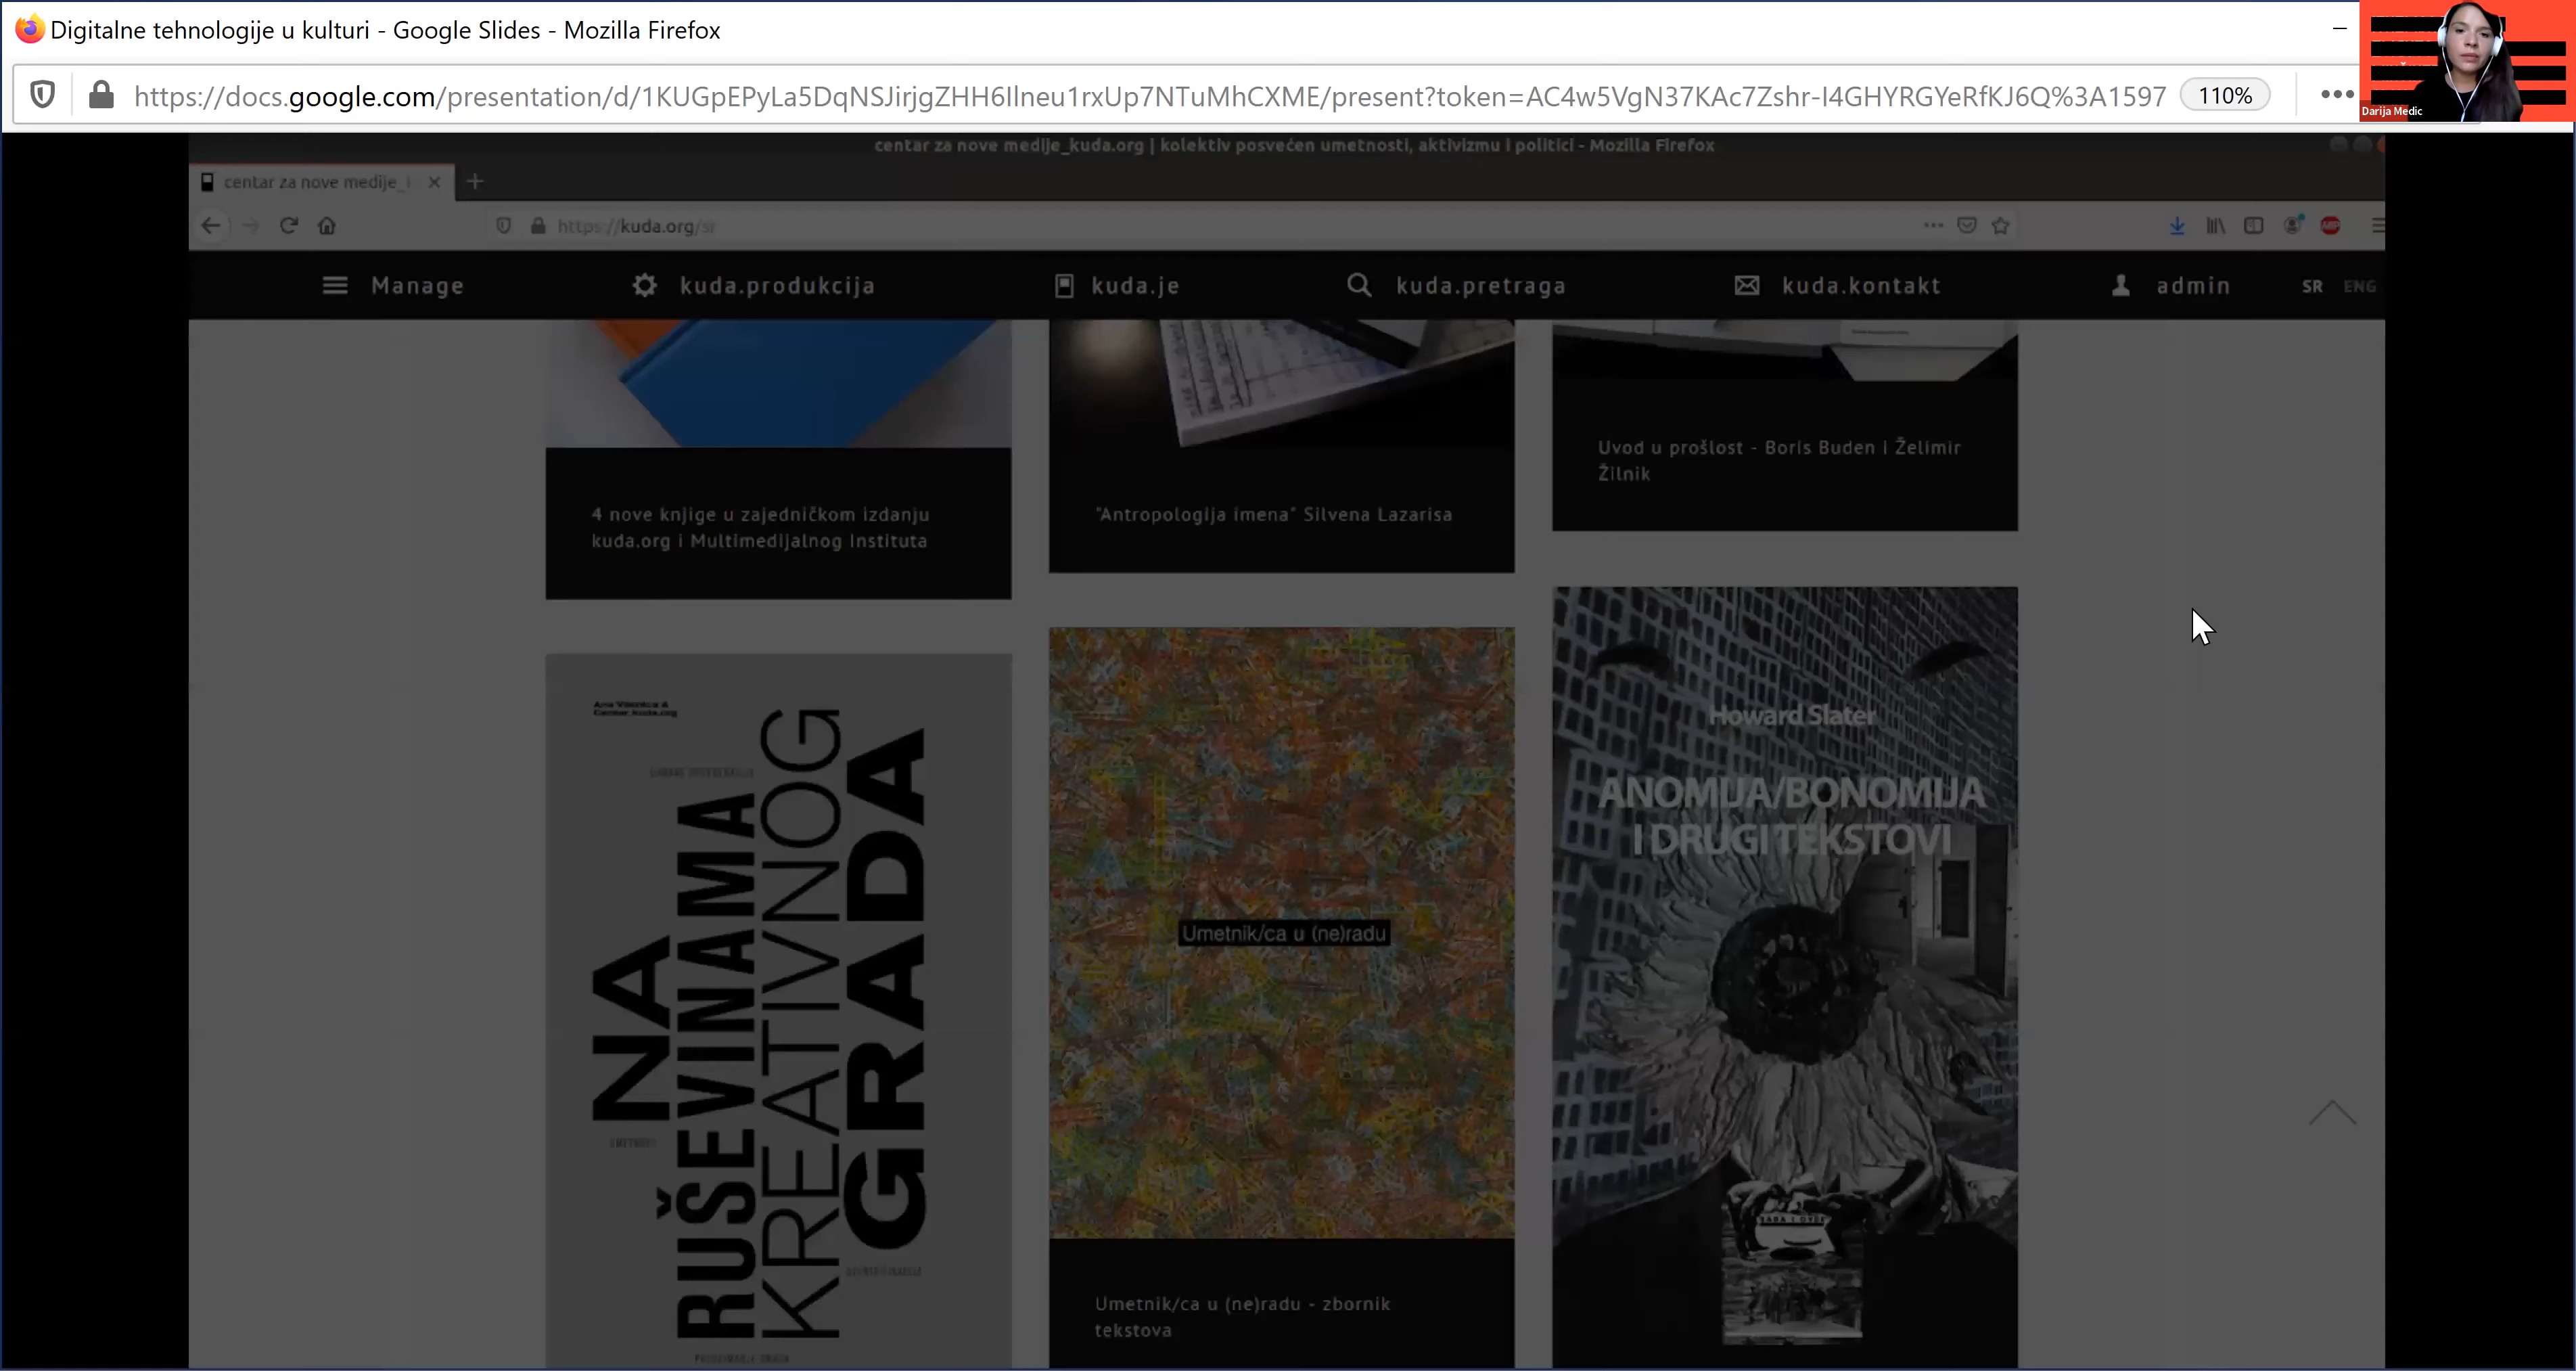 Digitalne tehnologije u kulturi - Google Slides - Mozilla Firefox
https://docs.google.com/presentation/d/1KUGpEPyLa5DqNSJirjgZHH6Ilneu1rxUp7NTuMhCXME/present?token=AC4w5VgN37KAc7Zshr-I4GHYRGYeRfKJ6Q%3A1597
110%
Darija Medic
centar za nove medije_kuda.org | kolektiv posvećen umetnosti, aktivizmu i politici - Mozilla Firefox
centar za nove medije_
https://kuda.org/sr
Manage
kuda.produkcija
kuda.je
kuda.pretraga
kuda.kontakt
admin
SR ENG
4 nove knjige u zajedničkom izdanju
kuda.org i Multimedijalnog Instituta
"Antropologija imena" Silvena Lazarisa
Uvod u prošlost - Boris Buden i Želimir
Žilnik
NA
RUŠEVINAMA
KREATIVNOG
GRADA
Umetnik/ca u (ne)radu
Umetnik/ca u (ne)radu - zbornik
tekstova
Howard Slater
ANOMIJA/BONOMIJA
I DRUGI TEKSTOVI